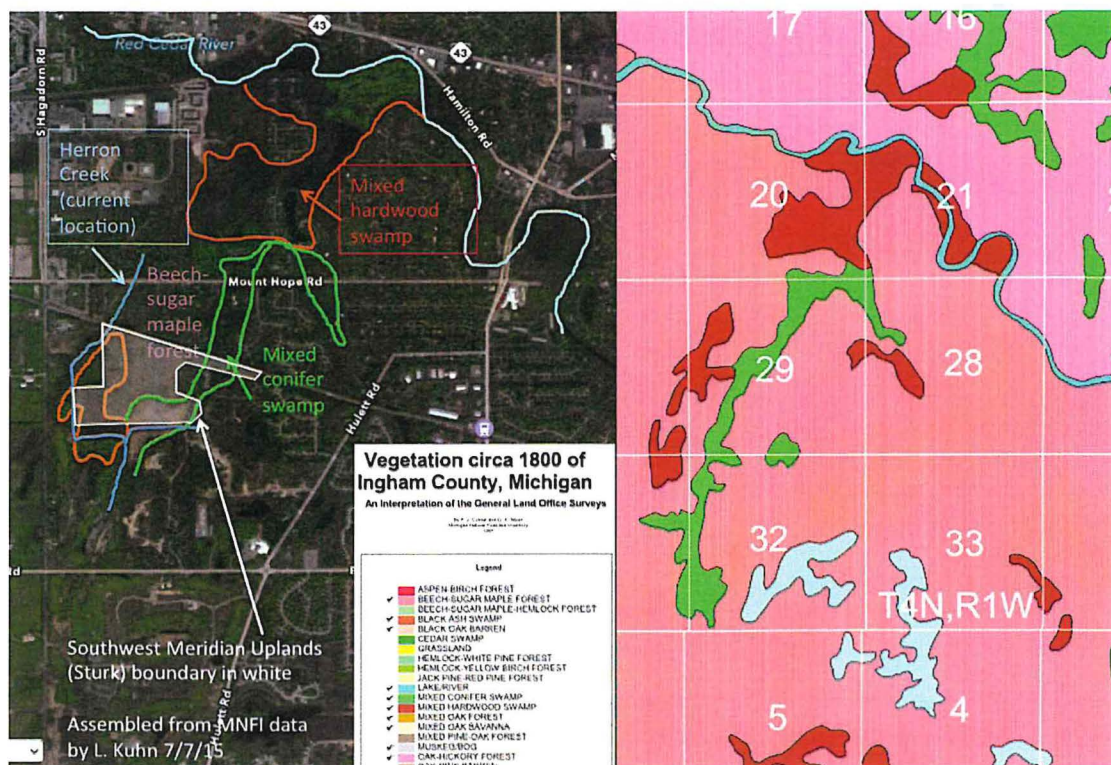 43
Red Cedar River
43
S Hagadorn Rd
Hamilton Rd
Herron
Creek
(current
location)
Mixed
hardwood
swamp
Beech-
sugar
maple
forest
Mount Hope Rd
Mixed
conifer
swamp
Hulett Rd
Vegetation circa 1800 of
Ingham County, Michigan
An Interpretation of the General Land Office Surveys
Legend
ASPEN-BIRCH FOREST
BEECH-SUGAR MAPLE FOREST
BEECH-SUGAR MAPLE-HEMLOCK FOREST
BLACK ASH SWAMP
BLACK OAK BARREN
CEDAR SWAMP
GRASSLAND
HEMLOCK-WHITE PINE FOREST
HEMLOCK-YELLOW BIRCH FOREST
JACK PINE-RED PINE FOREST
LAKE/RIVER
MIXED CONIFER SWAMP
MIXED HARDWOOD SWAMP
MIXED OAK FOREST
MIXED OAK SAVANNA
MIXED PINE-OAK FOREST
MUSKEG/BOG
OAK-HICKORY FOREST
Rd
Southwest Meridian Uplands
(Sturk) boundary in white
Hulett Rd
Assembled from MNFI data
by L. Kuhn 7/7/15
17
16
20
21
29
28
32
33
T4N,R1W
5
4